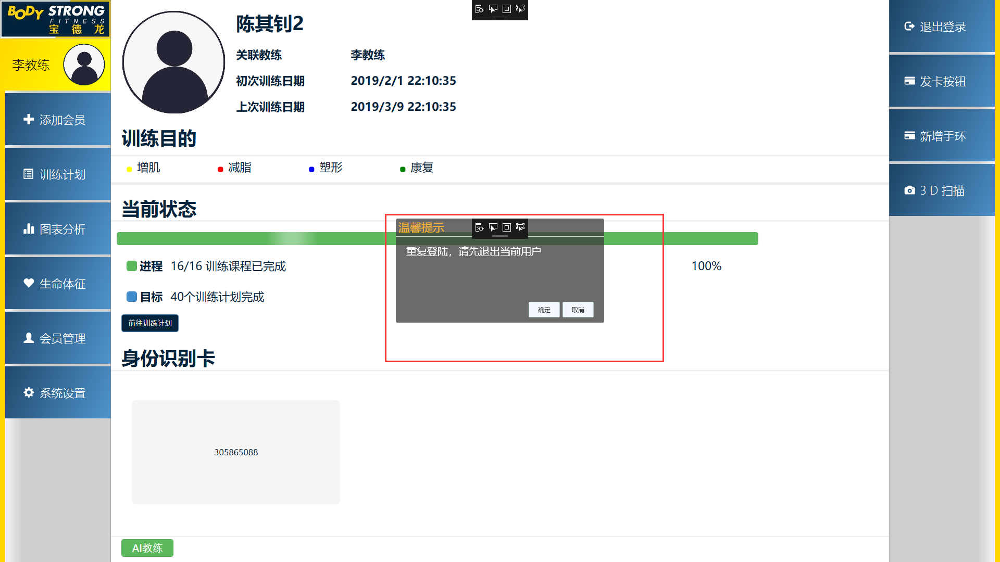 BODY STRONG
FITNESS
宝德龙
李教练
添加会员
训练计划
图表分析
生命体征
会员管理
系统设置
陈其钊2
关联教练 李教练
初次训练日期 2019/2/1 22:10:35
上次训练日期 2019/3/9 22:10:35
训练目的
增肌 减脂 塑形 康复
当前状态
进程 16/16 训练课程已完成 100%
目标 40个训练计划完成
前往训练计划
温馨提示
重复登陆，请先退出当前用户
确定 取消
身份识别卡
305865088
AI教练
退出登录
发卡按钮
新增手环
3 D 扫描